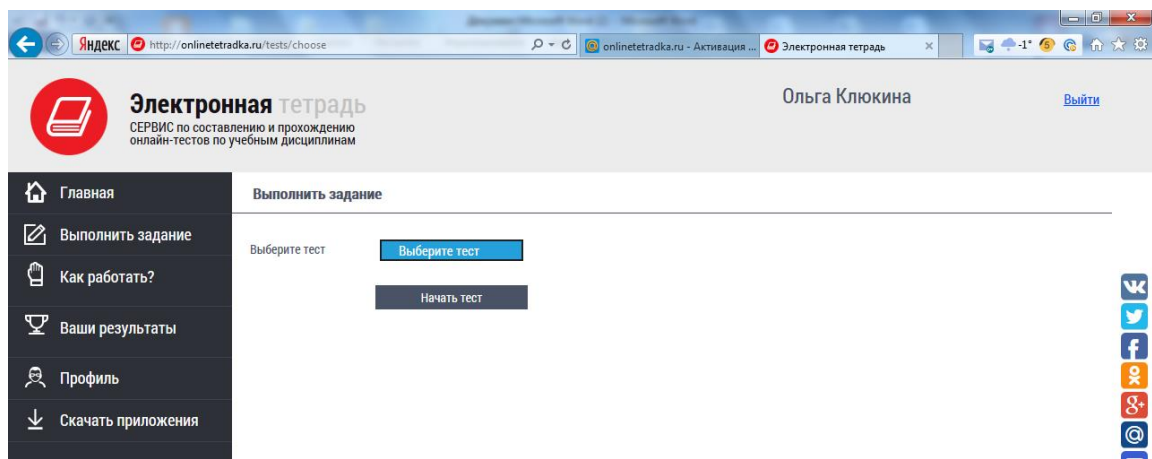 Яндекс http://onlinetetradka.ru/tests/choose onlinetetradka.ru - Активация ... Электронная тетрадь -1° 5
Электронная тетрадь
СЕРВИС по составлению и прохождению
онлайн-тестов по учебным дисциплинам
Ольга Клюкина
Выйти
Главная
Выполнить задание
Как работать?
Ваши результаты
Профиль
Скачать приложения
Выполнить задание
Выберите тест Выберите тест
Начать тест